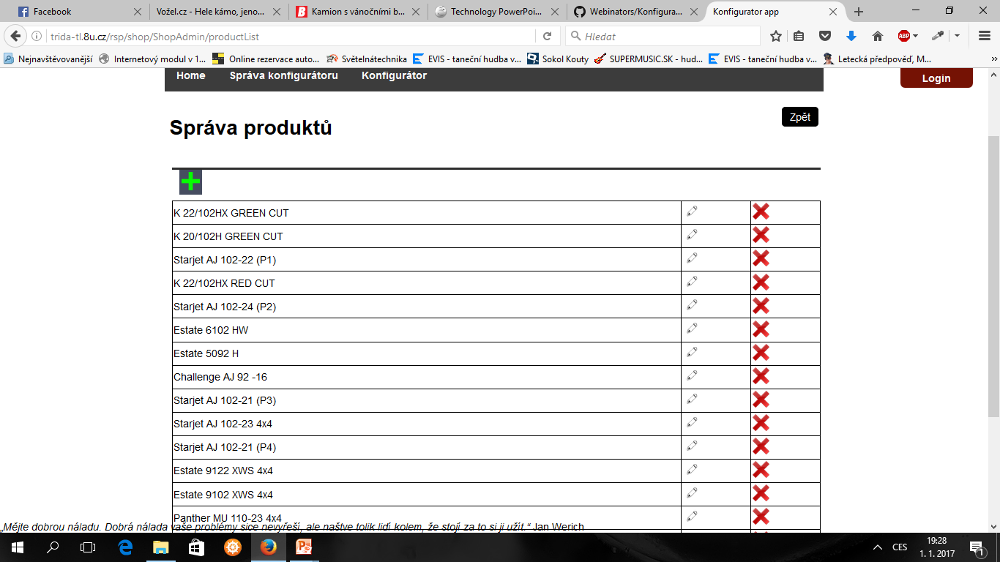 Facebook
Vožel.cz - Hele kámo, jeno...
Kamion s vánočními b...
Technology PowerPoi...
Webinators/Konfigura...
Konfigurator app
trida-tl.8u.cz/rsp/shop/ShopAdmin/productList
Hledat
ABP
Nejnavštěvovanější
Internetový modul v 1...
Online rezervace auto...
Světelnátechnika
EVIS - taneční hudba v...
Sokol Kouty
SUPERMUSIC.SK - hud...
EVIS - taneční hudba v...
Letecká předpověď, M...
Home
Správa konfigurátoru
Konfigurátor
Login
Zpět
Správa produktů
K 22/102HX GREEN CUT
K 20/102H GREEN CUT
Starjet AJ 102-22 (P1)
K 22/102HX RED CUT
Starjet AJ 102-24 (P2)
Estate 6102 HW
Estate 5092 H
Challenge AJ 92 -16
Starjet AJ 102-21 (P3)
Starjet AJ 102-23 4x4
Starjet AJ 102-21 (P4)
Estate 9122 XWS 4x4
Estate 9102 XWS 4x4
Panther MU 110-23 4x4
„Mějte dobrou náladu. Dobrá nálada vaše problémy sice nevyřeší, ale naštve tolik lidí kolem, že stojí za to si ji užít.“ Jan Werich
CES
19:28
1. 1. 2017
1